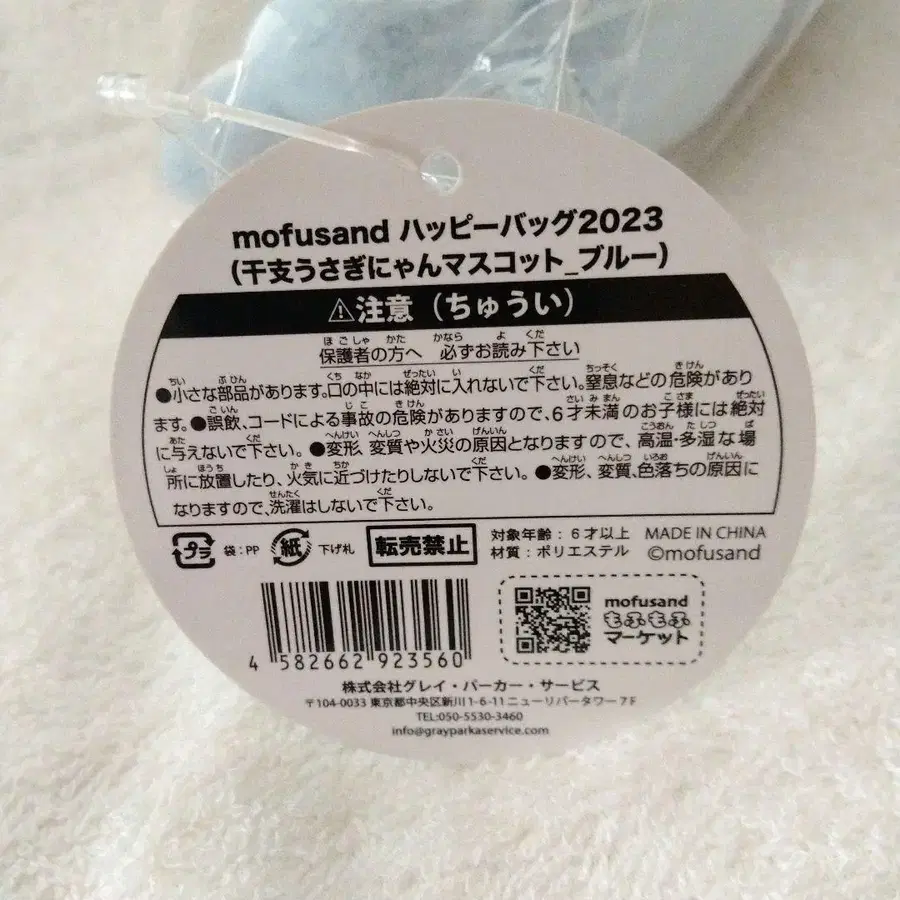 mofusand ハッピーバッグ2023
(干支うさぎにゃんマスコット_ブルー)
⚠注意（ちゅうい）
ほごしゃ かた かなら よ くだ
保護者の方へ 必ずお読み下さい
ちい ぶひん くち なか ぜったい い くだ ちっそく きけん
●小さな部品があります。口の中には絶対に入れないで下さい。窒息などの危険があり
ごいん じこ きけん さいみまん こさま ぜったい
ます。●誤飲、コードによる事故の危険がありますので、6才未満のお子様には絶対
あた くだ へんけい へんしつ かさい げんいん こうおん たしつ ば
に与えないで下さい。●変形、変質や火災の原因となりますので、高温・多湿な場
しょ ほうち かき ちか くだ へんけい へんしつ いろお げんいん
所に放置したり、火気に近づけたりしないで下さい。●変形、変質、色落ちの原因に
せんたく くだ
なりますので、洗濯はしないで下さい。
プラ 袋:PP 紙 下げ札 転売禁止 対象年齢：6才以上 MADE IN CHINA
材質：ポリエステル ©mofusand
mofusand
もふもふ
マーケット
4 582662 923560
株式会社グレイ・パーカー・サービス
〒104-0033 東京都中央区新川1-6-11ニューリバータワー7F
TEL:050-5530-3460
info@grayparkaservice.com